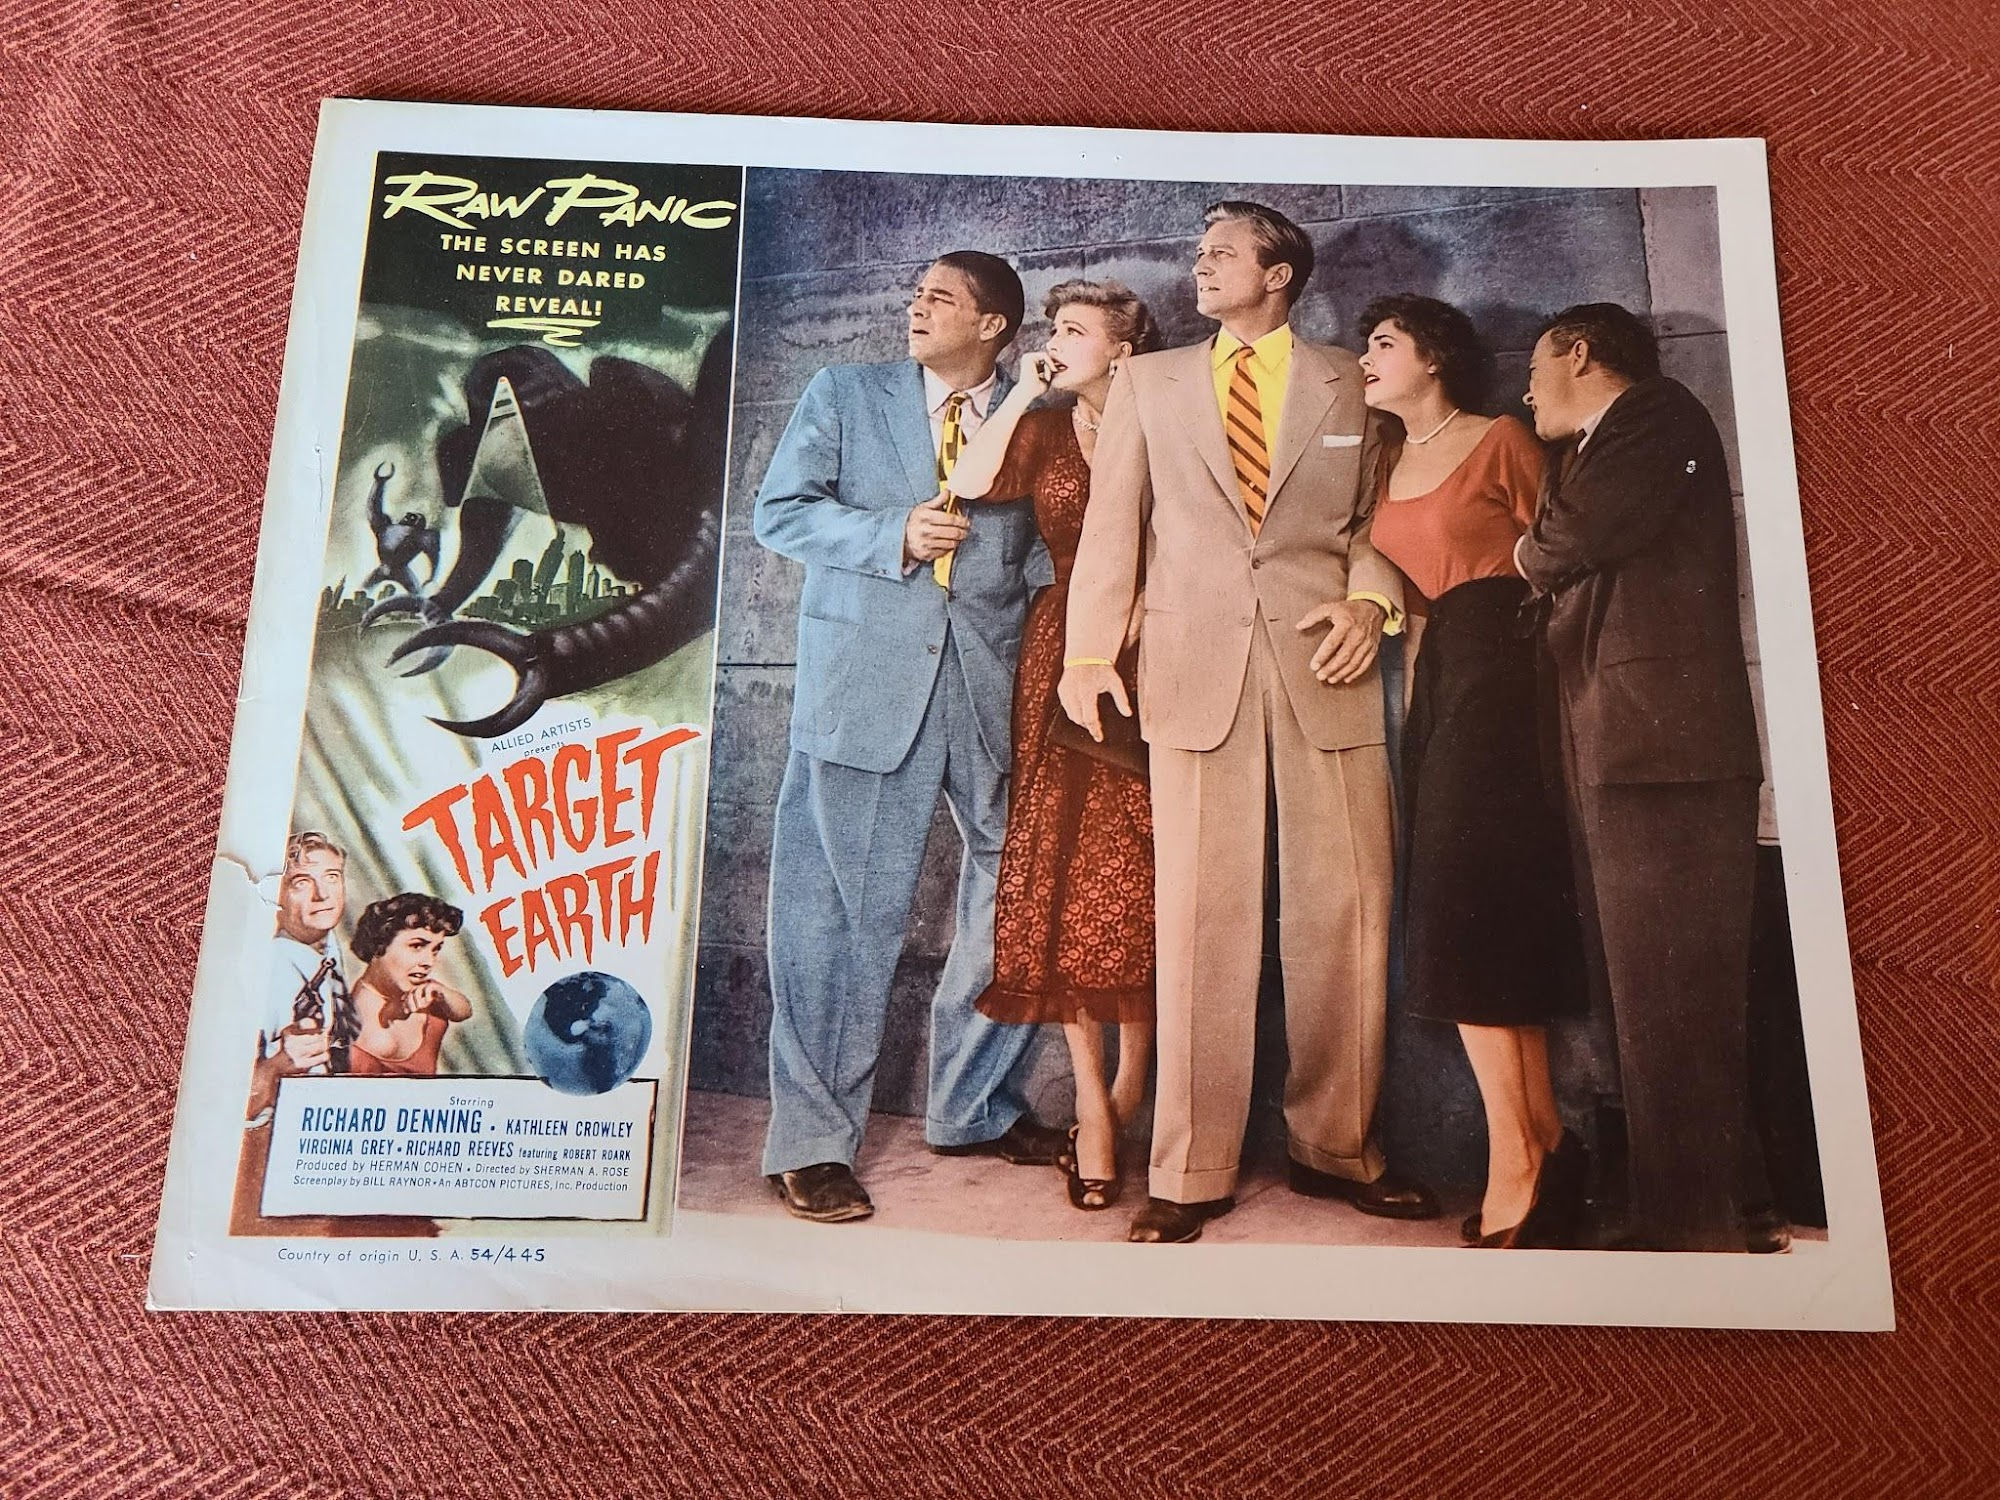 RAW PANIC
THE SCREEN HAS
NEVER DARED
REVEAL!
ALLIED ARTISTS
presents
TARGET
EARTH
Starring
RICHARD DENNING • KATHLEEN CROWLEY
VIRGINIA GREY • RICHARD REEVES featuring ROBERT ROARK
Produced by HERMAN COHEN • Directed by SHERMAN A. ROSE
Screenplay by BILL RAYNOR • An ABTCON PICTURES, Inc. Production
Country of origin U. S. A. 54/445